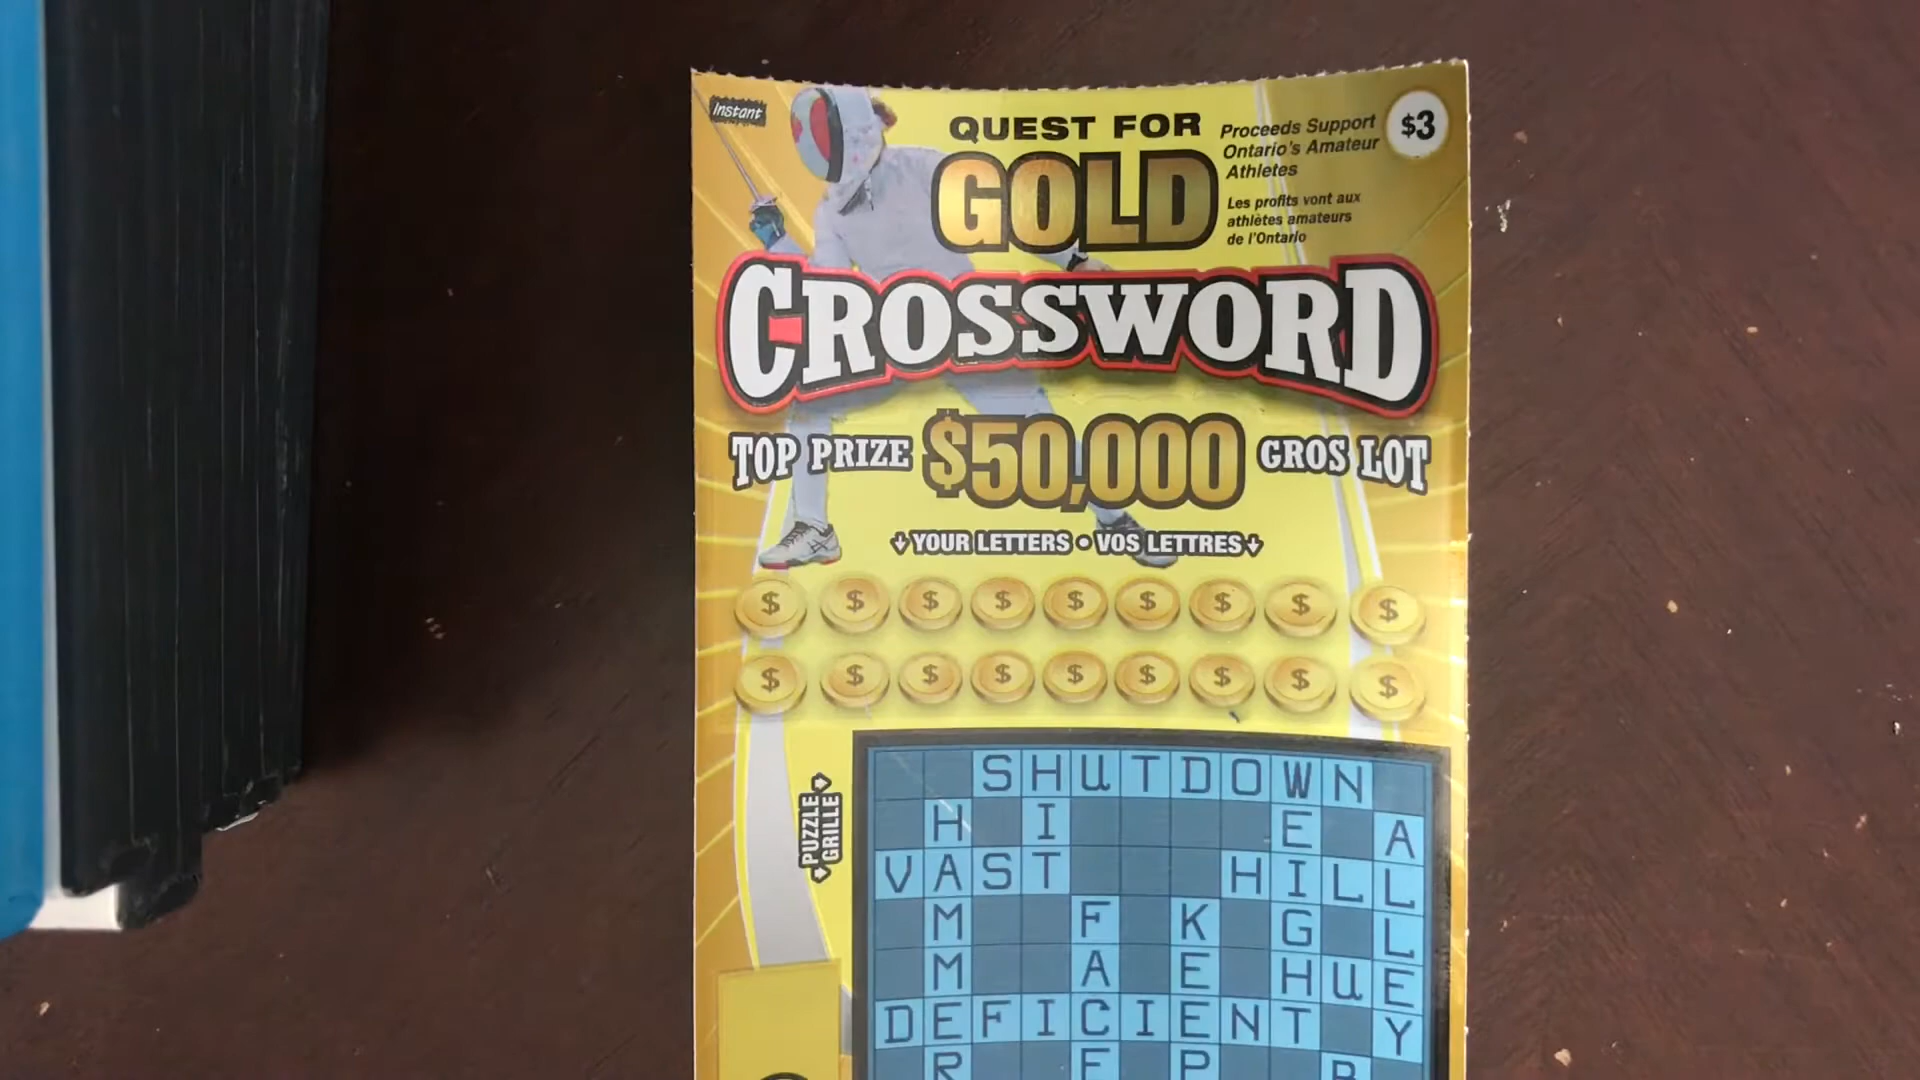 Instant
QUEST FOR
GOLD
Proceeds Support
Ontario's Amateur
Athletes
Les profits vont aux
athlètes amateurs
de l'Ontario
$3
CROSSWORD
TOP PRIZE $50,000 GROS LOT
YOUR LETTERS • VOS LETTRES
$ $ $ $ $ $ $ $ $
$ $ $ $ $ $ $ $ $
PUZZLE
GRILLE
SHUTDOWN
H I E A
VAST HILL
M F K G L
M A E HUE
DEFICIENT Y
R E P R